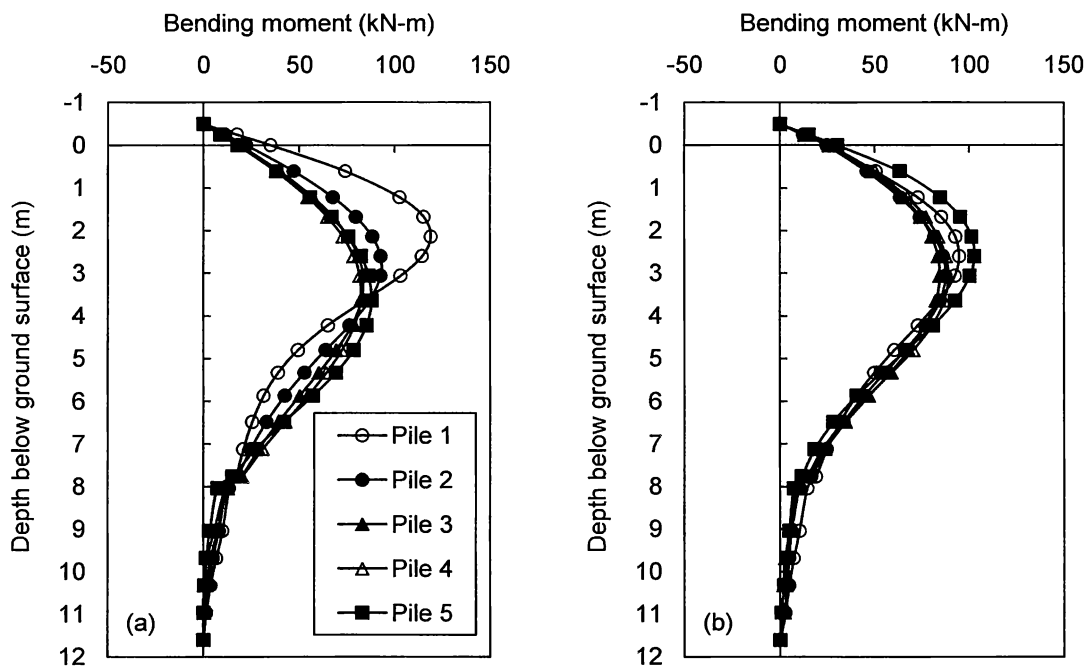 Bending moment (kN-m)
-50 0 50 100 150
-1
0
1
2
3
4
5
6
7
8
9
10
11
12
Depth below ground surface (m)
Pile 1
Pile 2
Pile 3
Pile 4
Pile 5
(a)
Bending moment (kN-m)
-50 0 50 100 150
-1
0
1
2
3
4
5
6
7
8
9
10
11
12
Depth below ground surface (m)
(b)